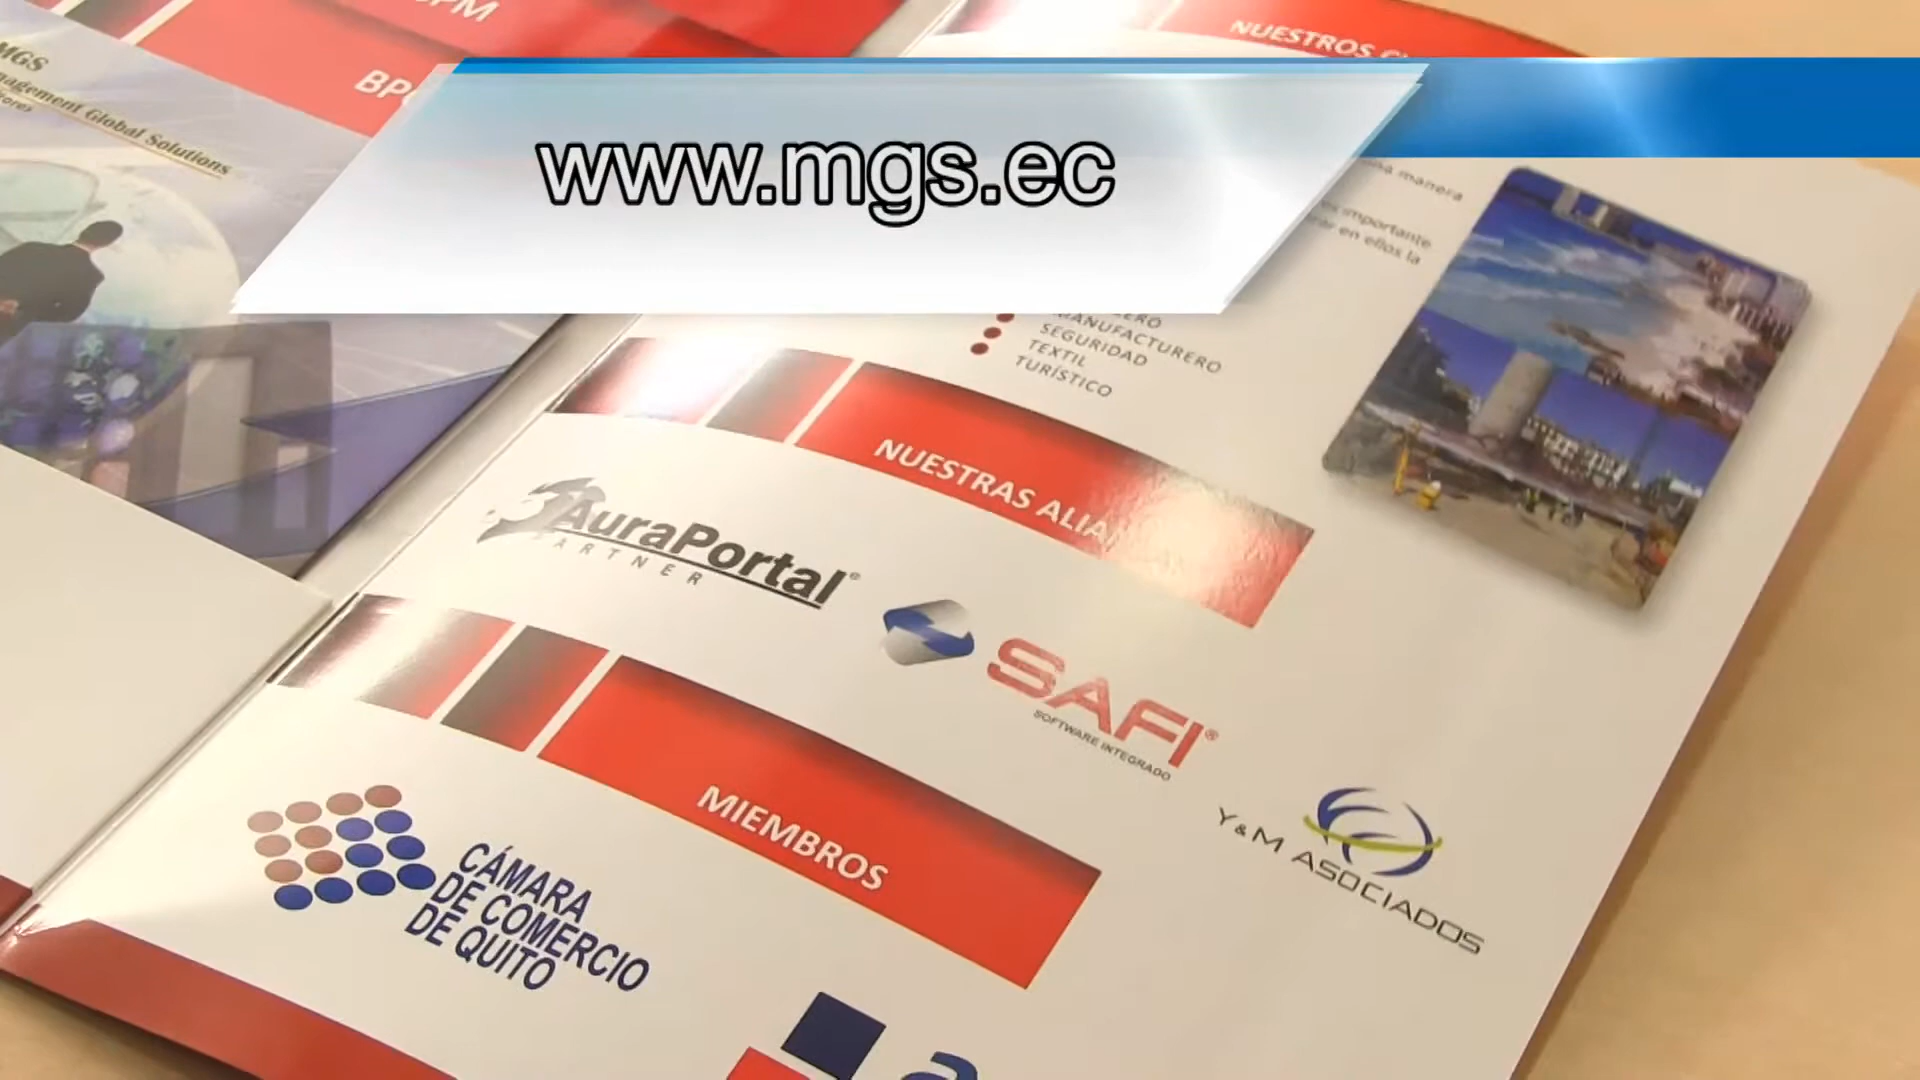 BPM
NUESTROS
MGS
Management Global Solutions
www.mgs.ec
manera
importante
en ellos la
MANUFACTURERO
SEGURIDAD
TEXTIL
TURÍSTICO
NUESTRAS
AuraPortal®
PARTNER
SAFI®
SOFTWARE INTEGRADO
MIEMBROS
Y&M ASOCIADOS
CÁMARA
DE COMERCIO
DE QUITO